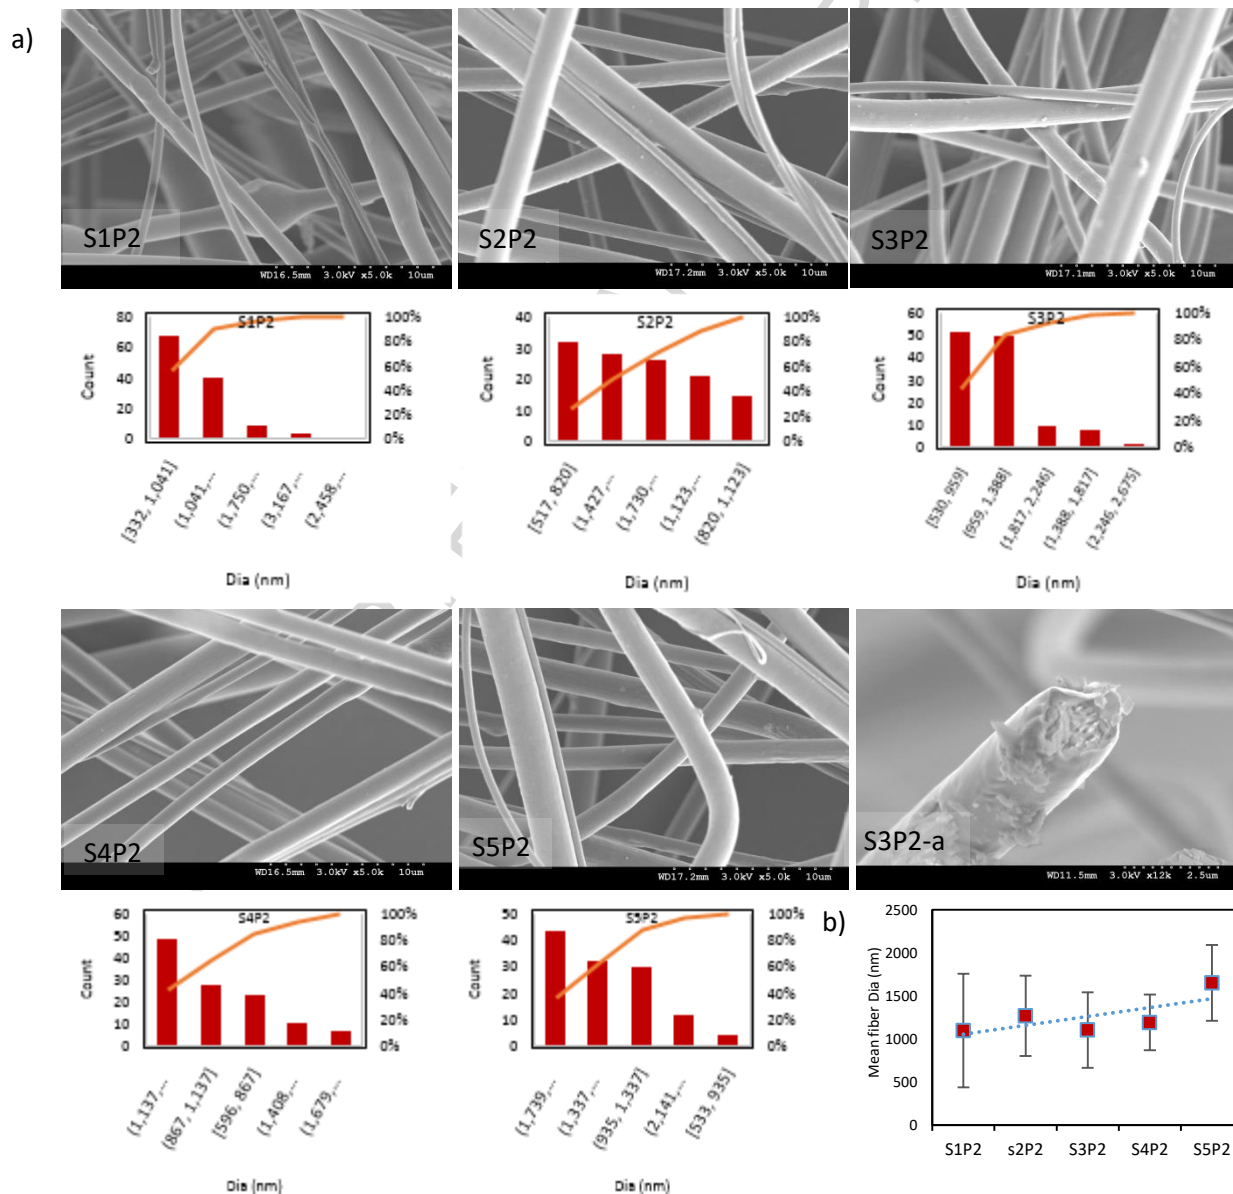 a)
S1P2
WD16.5mm 3.0kV x5.0k 10um
S2P2
WD17.2mm 3.0kV x5.0k 10um
S3P2
WD17.1mm 3.0kV x5.0k 10um
S1P2
80
60
40
20
0
100%
80%
60%
40%
20%
0%
Count
[332, 1,041]
(1,041,...
(1,750,...
(3,167,...
(2,458,...
Dia (nm)
S2P2
40
30
20
10
0
100%
80%
60%
40%
20%
0%
Count
[517, 820]
(1,427,...
(1,730,...
(1,123,...
(820, 1,123]
Dia (nm)
S3P2
60
50
40
30
20
10
0
100%
80%
60%
40%
20%
0%
Count
[530, 959]
(959, 1,388]
(1,817, 2,246]
(1,388, 1,817]
(2,246, 2,675]
Dia (nm)
S4P2
WD16.5mm 3.0kV x5.0k 10um
S5P2
WD17.2mm 3.0kV x5.0k 10um
S3P2-a
WD11.5mm 3.0kV x12k 2.5um
S4P2
60
50
40
30
20
10
0
100%
80%
60%
40%
20%
0%
Count
(1,137,...
(867, 1,137]
[596, 867]
(1,408,...
(1,679,...
Dia (nm)
S5P2
50
40
30
20
10
0
100%
80%
60%
40%
20%
0%
Count
(1,739,...
(1,337,...
(935, 1,337]
(2,141,...
[533, 935]
Dia (nm)
b)
2500
2000
1500
1000
500
0
Mean fiber Dia (nm)
S1P2
s2P2
S3P2
S4P2
S5P2